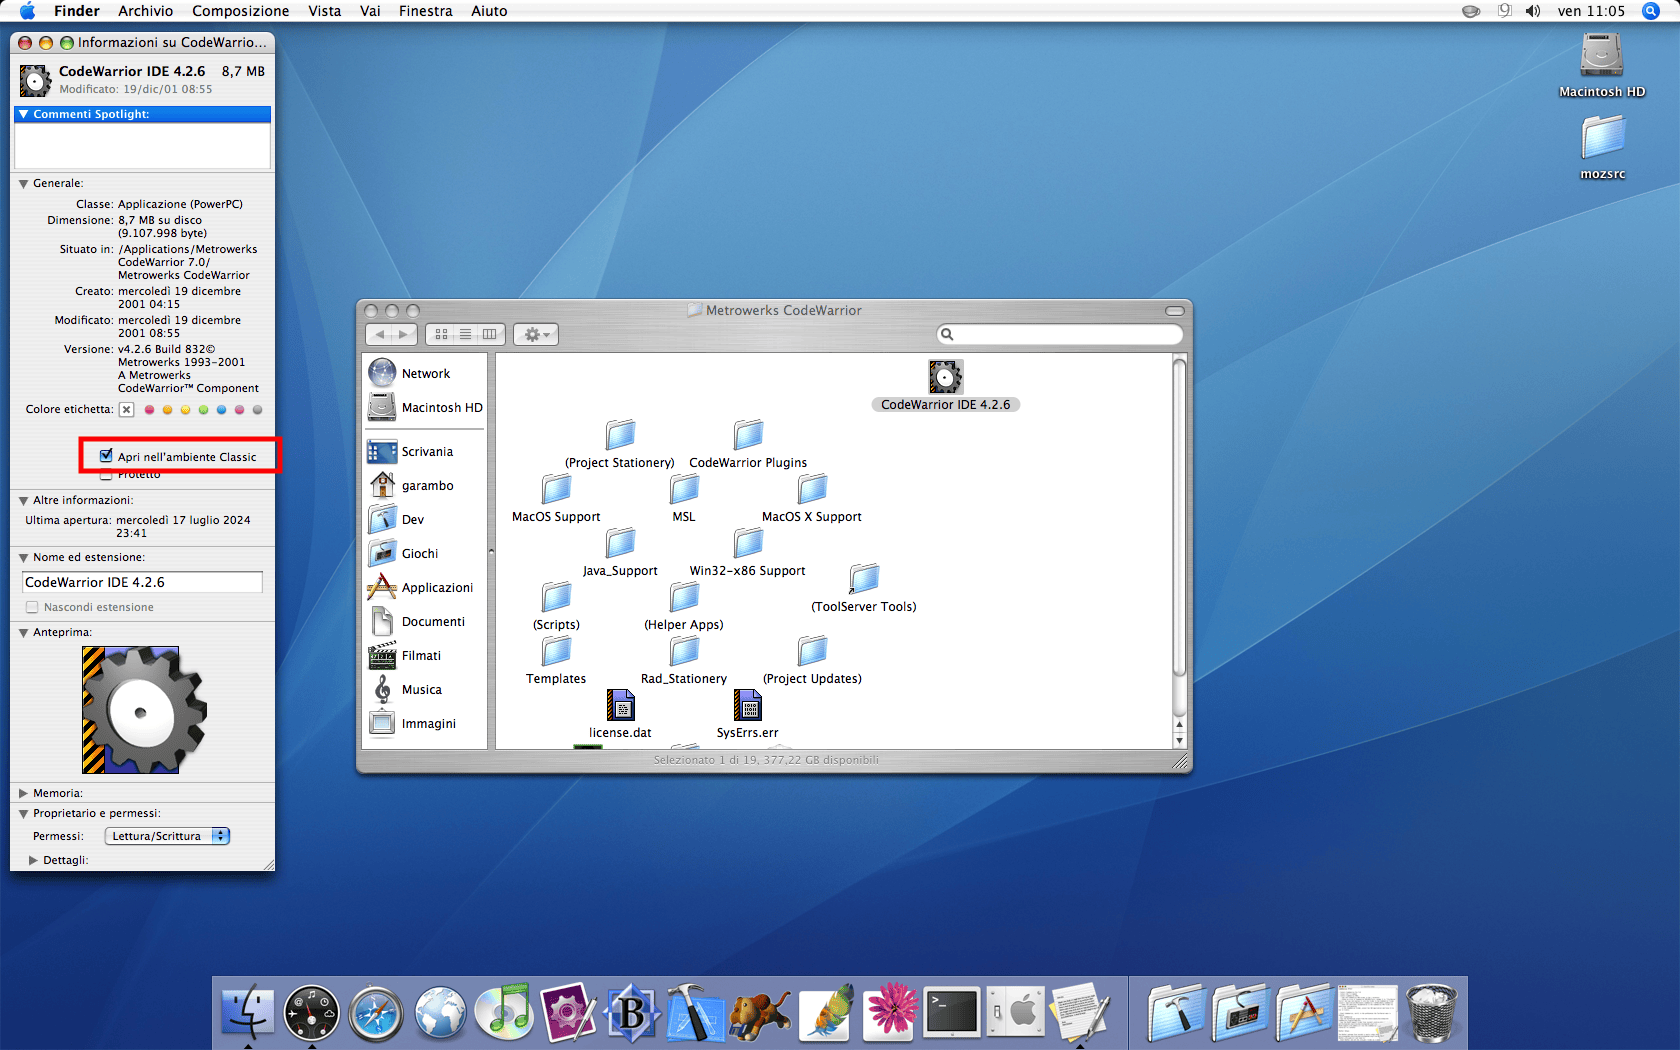 Finder Archivio Composizione Vista Vai Finestra Aiuto
ven 11:05
Informazioni su CodeWarrio...
CodeWarrior IDE 4.2.6 8,7 MB
Modificato: 19/dic/01 08:55
Commenti Spotlight:
Generale:
Classe: Applicazione (PowerPC)
Dimensione: 8,7 MB su disco
(9.107.998 byte)
Situato in: /Applications/Metrowerks
CodeWarrior 7.0/
Metrowerks CodeWarrior
Creato: mercoledì 19 dicembre
2001 04:15
Modificato: mercoledì 19 dicembre
2001 08:55
Versione: v4.2.6 Build 832©
Metrowerks 1993-2001
A Metrowerks
CodeWarrior™ Component
Colore etichetta:
Apri nell'ambiente Classic
Protetto
Altre informazioni:
Ultima apertura: mercoledì 17 luglio 2024
23:41
Nome ed estensione:
CodeWarrior IDE 4.2.6
Nascondi estensione
Anteprima:
Memoria:
Proprietario e permessi:
Permessi: Lettura/Scrittura
Dettagli:
Metrowerks CodeWarrior
Network
Macintosh HD
Scrivania
garambo
Dev
Giochi
Applicazioni
Documenti
Filmati
Musica
Immagini
CodeWarrior IDE 4.2.6
(Project Stationery) CodeWarrior Plugins
MacOS Support MSL MacOS X Support
Java_Support Win32-x86 Support
(ToolServer Tools)
(Scripts) (Helper Apps)
Templates Rad_Stationery (Project Updates)
license.dat SysErrs.err
Selezionato 1 di 19, 377,22 GB disponibili
Macintosh HD
mozsrc